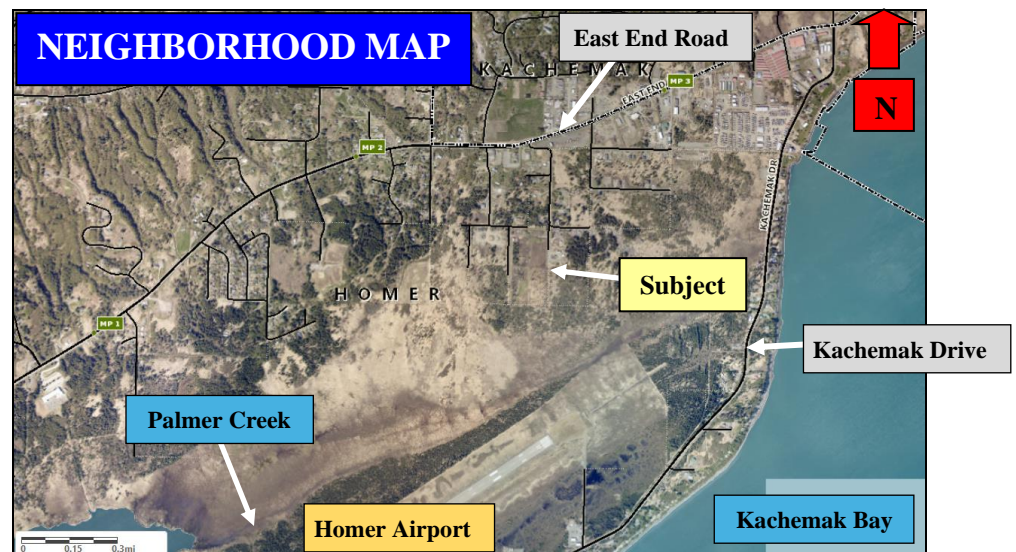 NEIGHBORHOOD MAP
East End Road
KACHEMAK
N
EAST END
MP 3
MP 2
KACHEMAK DR
Subject
HOMER
MP 1
Kachemak Drive
Palmer Creek
Homer Airport
Kachemak Bay
0 0.15 0.3mi